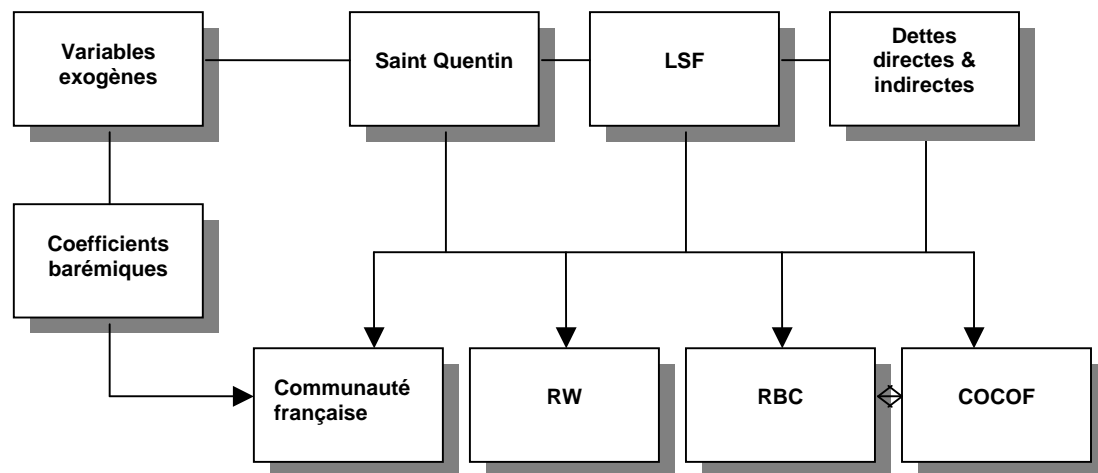 Variables
exogènes
Saint Quentin
LSF
Dettes
directes &
indirectes
Coefficients
barémiques
Communauté
française
RW
RBC
COCOF